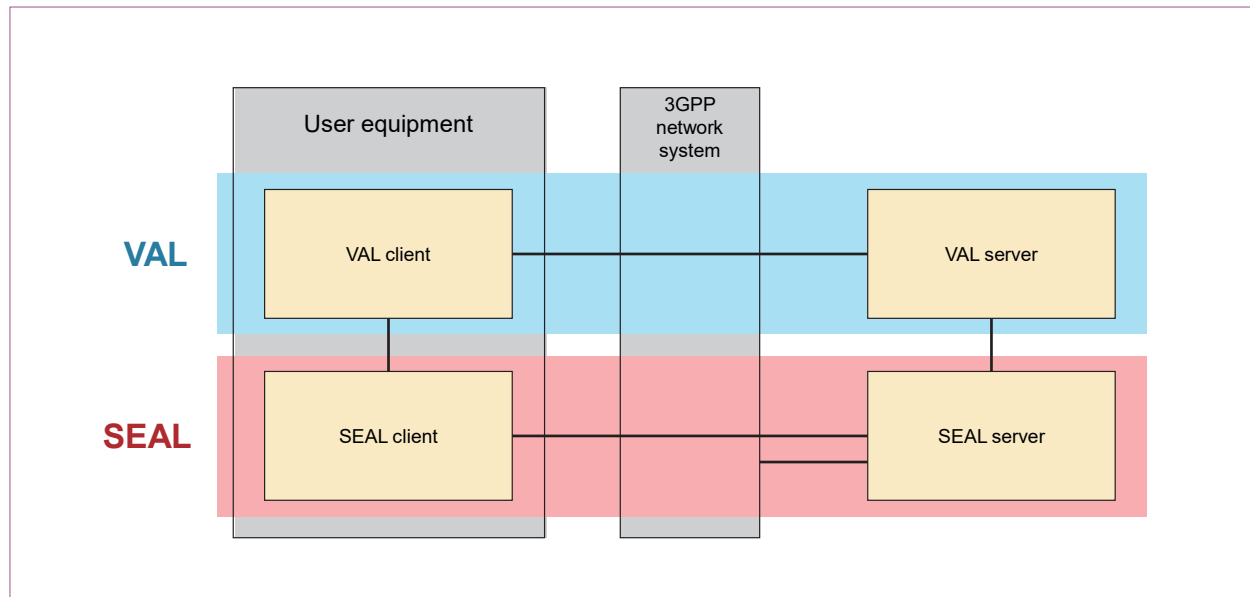 User equipment
3GPP
network
system
VAL
VAL client
VAL server
SEAL
SEAL client
SEAL server